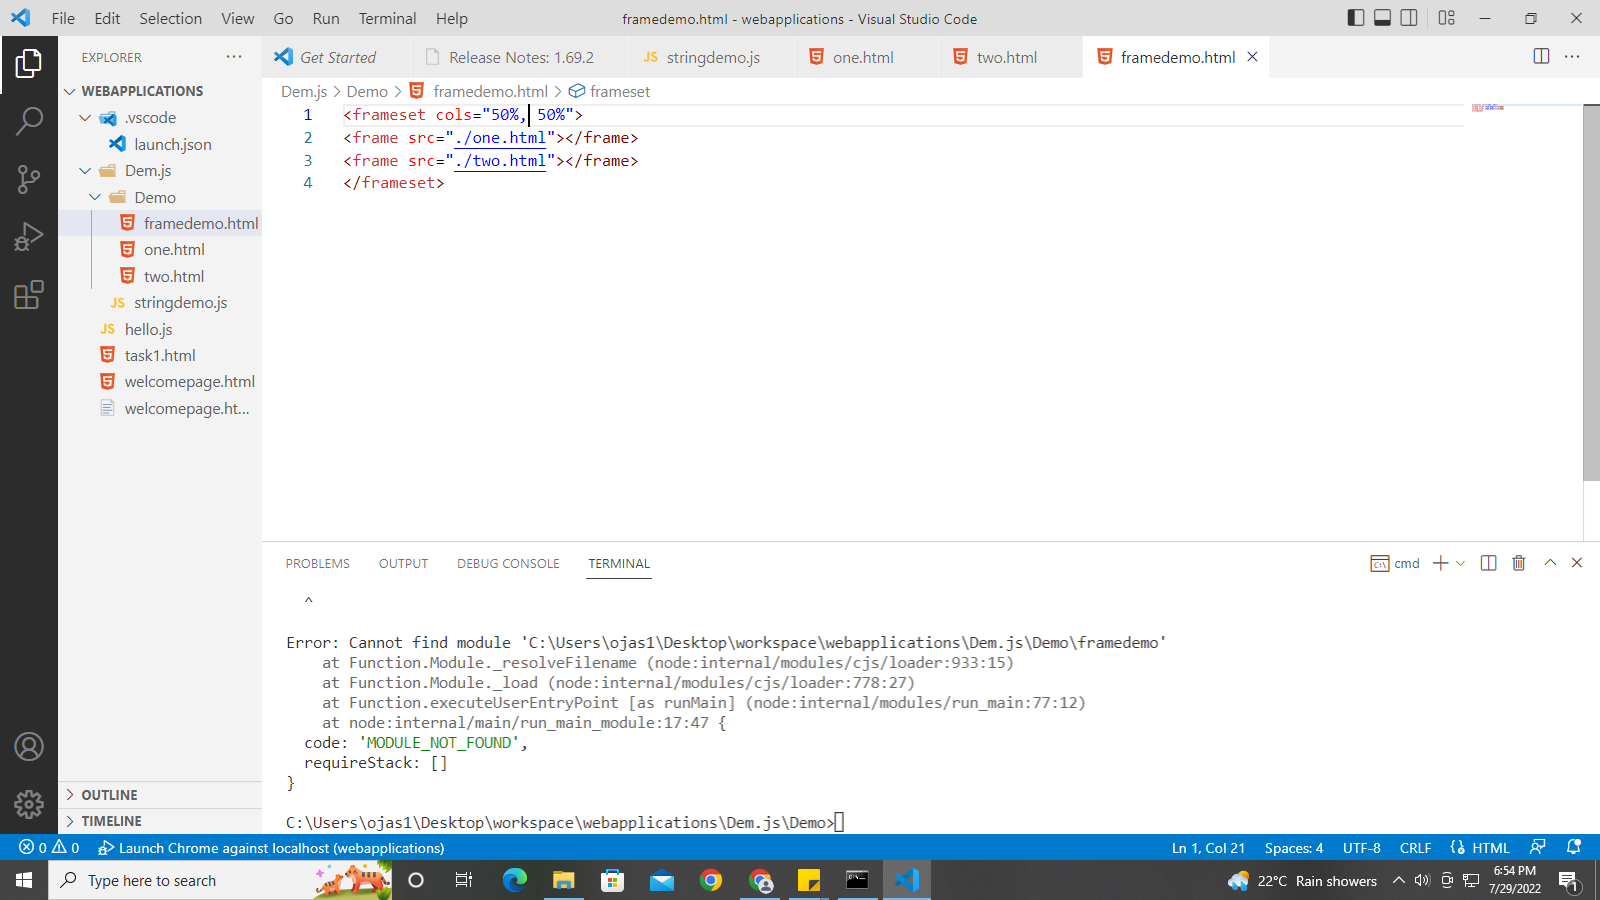 File Edit Selection View Go Run Terminal Help
framedemo.html - webapplications - Visual Studio Code
EXPLORER
Get Started
Release Notes: 1.69.2
JS stringdemo.js
one.html
two.html
framedemo.html
WEBAPPLICATIONS
.vscode
launch.json
Dem.js
Demo
framedemo.html
one.html
two.html
JS stringdemo.js
JS hello.js
task1.html
welcomepage.html
welcomepage.ht...
OUTLINE
TIMELINE
Dem.js > Demo > framedemo.html > frameset
1 <frameset cols="50%, 50%">
2 <frame src="./one.html"></frame>
3 <frame src="./two.html"></frame>
4 </frameset>
PROBLEMS OUTPUT DEBUG CONSOLE TERMINAL
cmd
^
Error: Cannot find module 'C:\Users\ojas1\Desktop\workspace\webapplications\Dem.js\Demo\framedemo'
at Function.Module._resolveFilename (node:internal/modules/cjs/loader:933:15)
at Function.Module._load (node:internal/modules/cjs/loader:778:27)
at Function.executeUserEntryPoint [as runMain] (node:internal/modules/run_main:77:12)
at node:internal/main/run_main_module:17:47 {
code: 'MODULE_NOT_FOUND',
requireStack: []
}
C:\Users\ojas1\Desktop\workspace\webapplications\Dem.js\Demo>
0 0 Launch Chrome against localhost (webapplications)
Ln 1, Col 21 Spaces: 4 UTF-8 CRLF HTML
Type here to search
22°C Rain showers
6:54 PM
7/29/2022
1